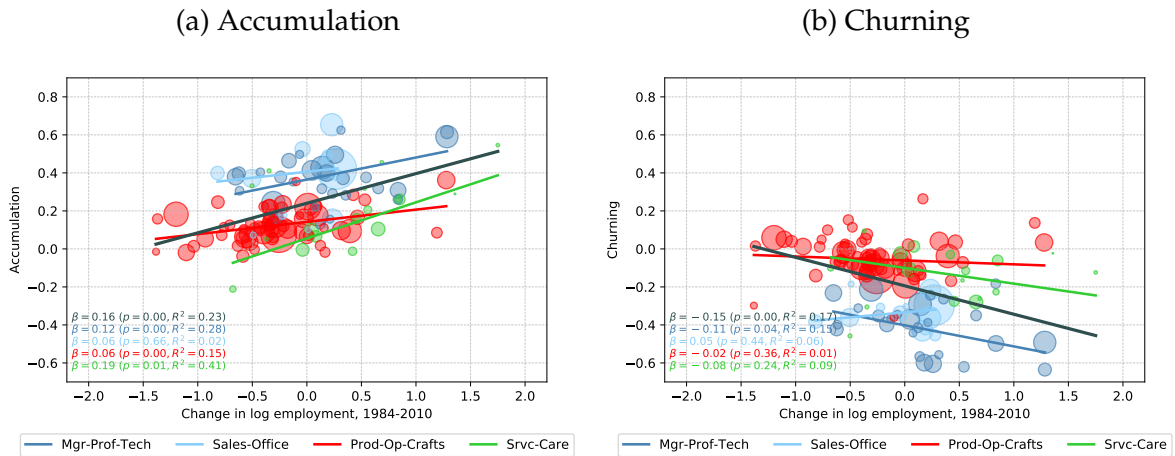 (a) Accumulation
(b) Churning
0.8
0.6
0.4
0.2
0.0
−0.2
−0.4
−0.6
Accumulation
β = 0.16 (p = 0.00, R² = 0.23)
β = 0.12 (p = 0.00, R² = 0.28)
β = 0.06 (p = 0.66, R² = 0.02)
β = 0.06 (p = 0.00, R² = 0.15)
β = 0.19 (p = 0.01, R² = 0.41)
−2.0 −1.5 −1.0 −0.5 0.0 0.5 1.0 1.5 2.0
Change in log employment, 1984-2010
Mgr-Prof-Tech Sales-Office Prod-Op-Crafts Srvc-Care
0.8
0.6
0.4
0.2
0.0
−0.2
−0.4
−0.6
Churning
β = − 0.15 (p = 0.00, R² = 0.17)
β = − 0.11 (p = 0.04, R² = 0.15)
β = 0.05 (p = 0.44, R² = 0.06)
β = − 0.02 (p = 0.36, R² = 0.01)
β = − 0.08 (p = 0.24, R² = 0.09)
−2.0 −1.5 −1.0 −0.5 0.0 0.5 1.0 1.5 2.0
Change in log employment, 1984-2010
Mgr-Prof-Tech Sales-Office Prod-Op-Crafts Srvc-Care